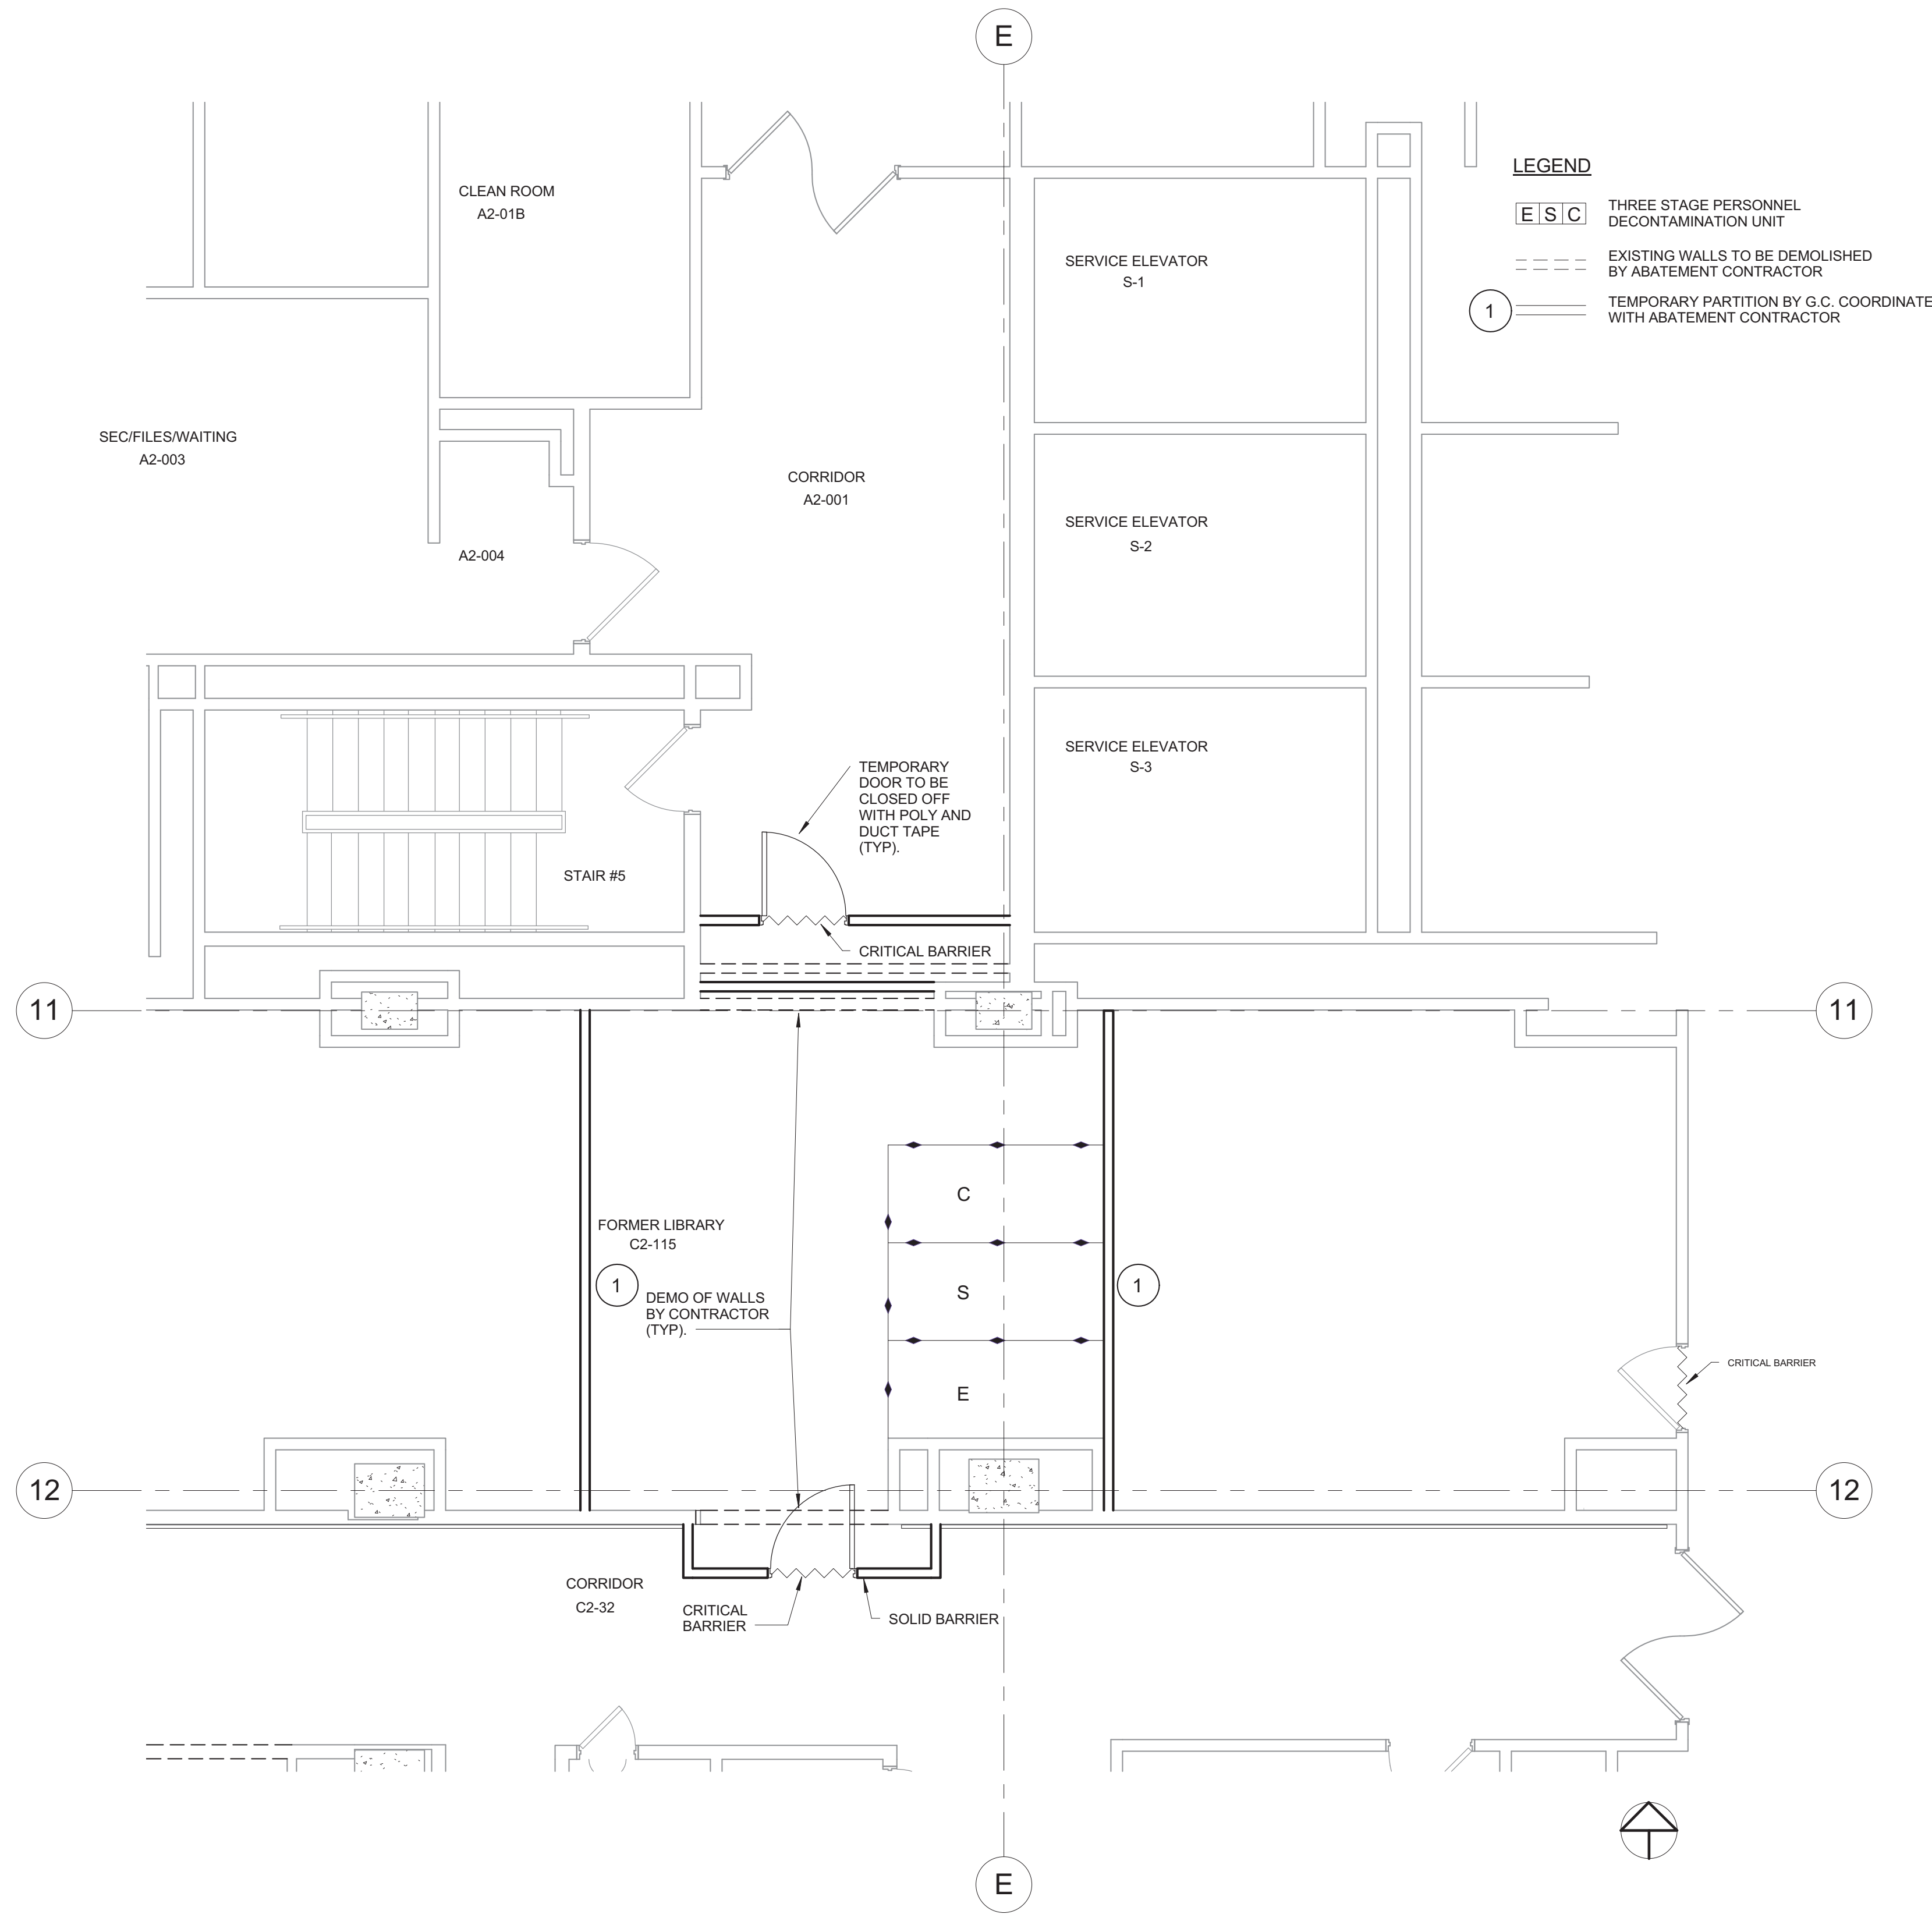 E
LEGEND
E S C
THREE STAGE PERSONNEL
DECONTAMINATION UNIT
EXISTING WALLS TO BE DEMOLISHED
BY ABATEMENT CONTRACTOR
1
TEMPORARY PARTITION BY G.C. COORDINATE
WITH ABATEMENT CONTRACTOR
CLEAN ROOM
A2-01B
SERVICE ELEVATOR
S-1
SEC/FILES/WAITING
A2-003
CORRIDOR
A2-001
SERVICE ELEVATOR
S-2
A2-004
SERVICE ELEVATOR
S-3
TEMPORARY
DOOR TO BE
CLOSED OFF
WITH POLY AND
DUCT TAPE
(TYP).
STAIR #5
CRITICAL BARRIER
11
11
C
FORMER LIBRARY
C2-115
1
1
S
DEMO OF WALLS
BY CONTRACTOR
(TYP).
CRITICAL BARRIER
E
12
12
CORRIDOR
C2-32
CRITICAL
BARRIER
SOLID BARRIER
E